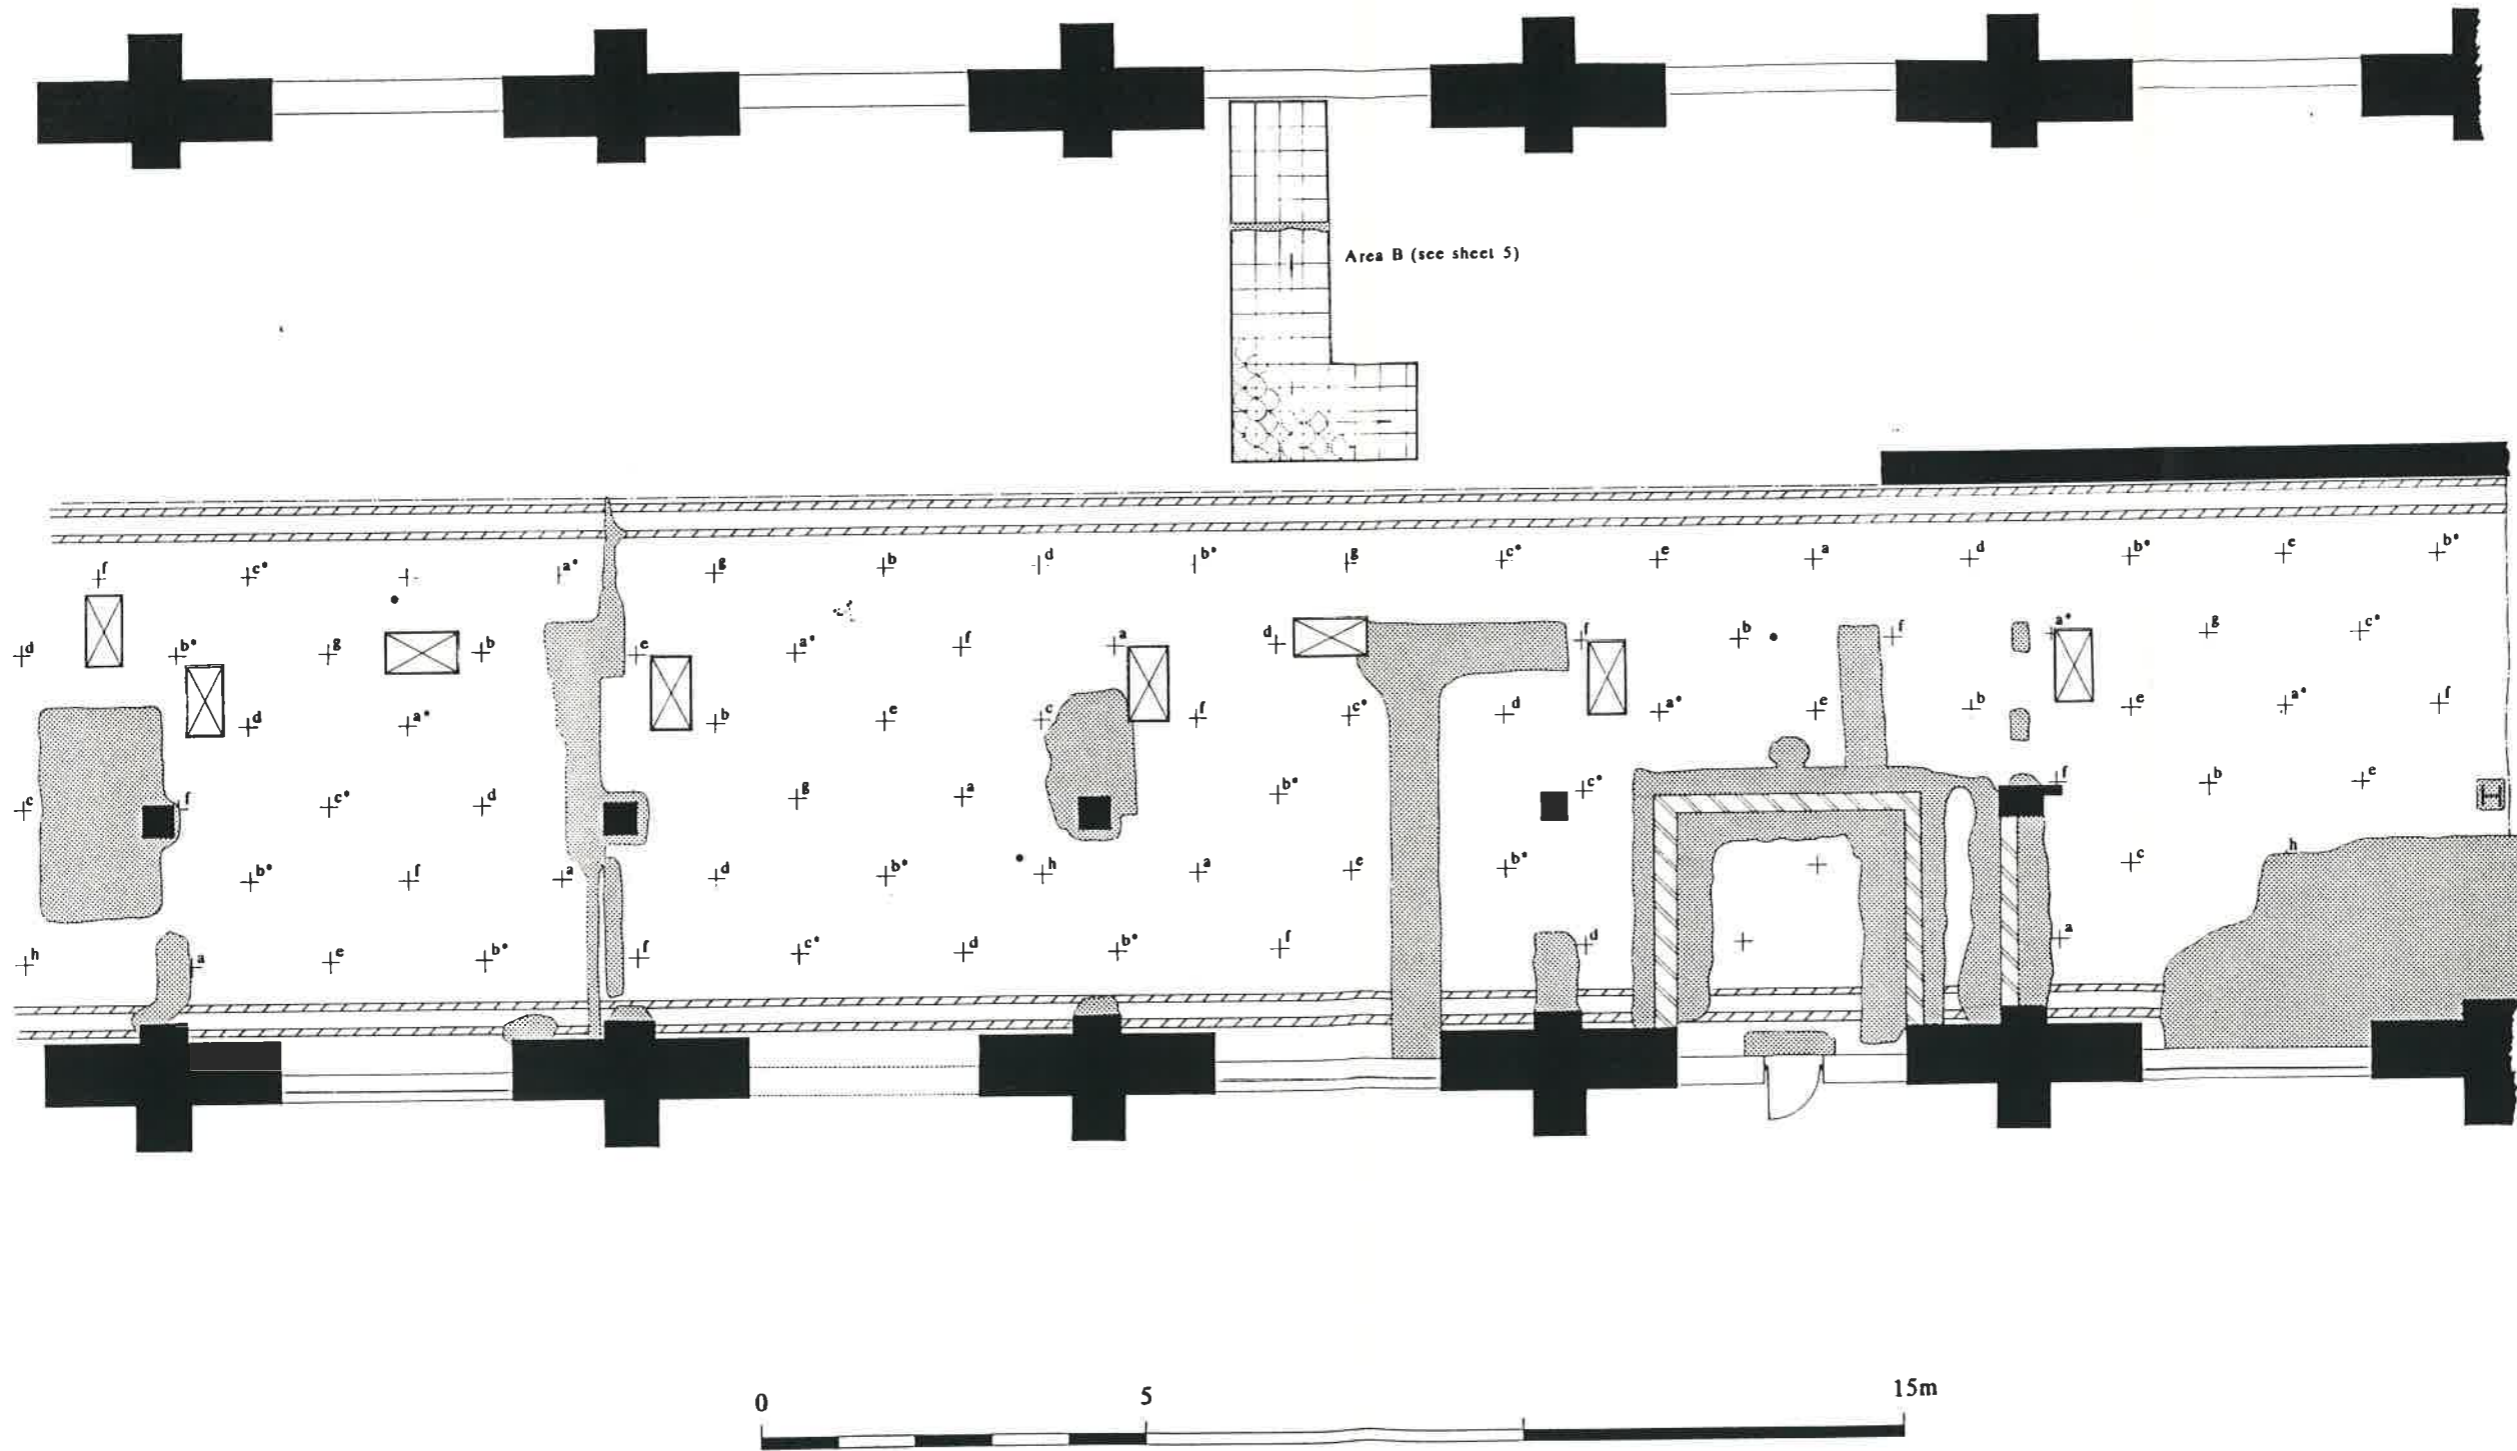 Area B (see sheet 5)
f c• a• g b d b• g c• e a d b• e b•
d b• g b e a• f a d f b f a• g c•
d a• b e c f c• d a• e b e a• f
c f c• d g a b• c• f b e
b• f a d b• h a e b• c h
h a e b• f c• d b• f d a
0 5 15m